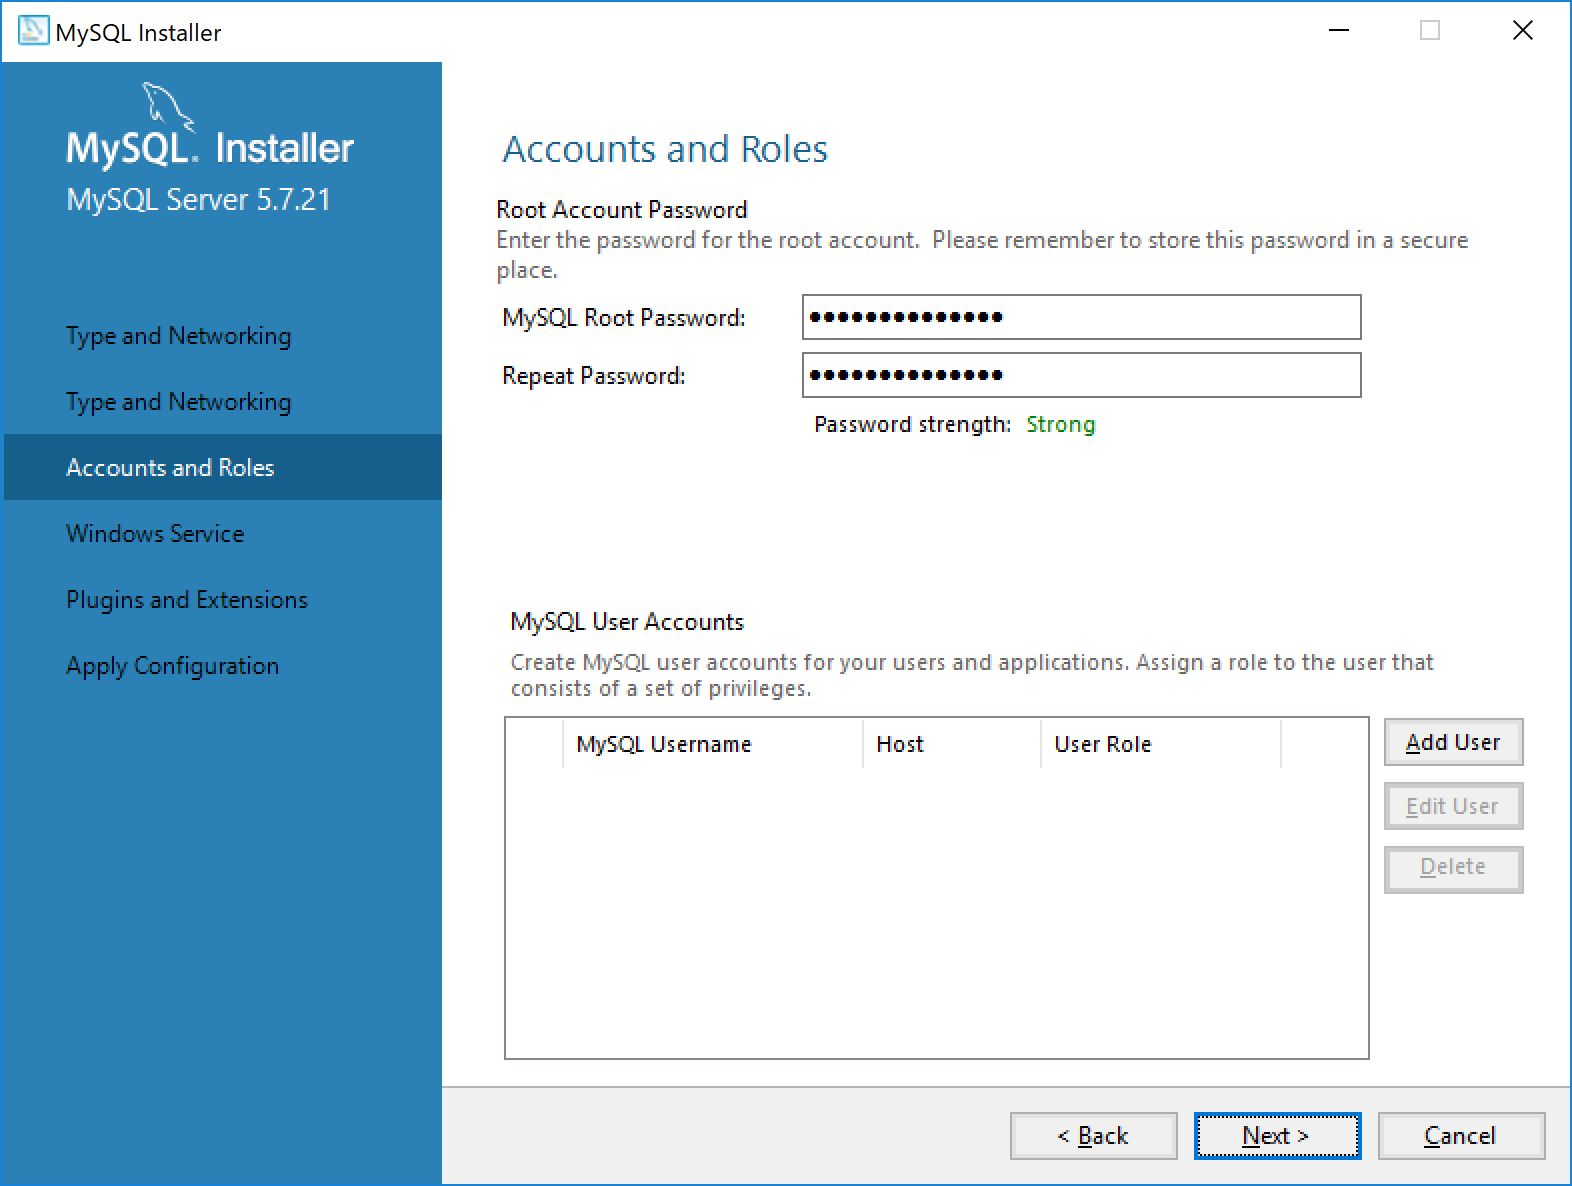 MySQL Installer
MySQL. Installer
MySQL Server 5.7.21
Type and Networking
Type and Networking
Accounts and Roles
Windows Service
Plugins and Extensions
Apply Configuration
Accounts and Roles
Root Account Password
Enter the password for the root account.  Please remember to store this password in a secure
place.
MySQL Root Password: ••••••••••••••
Repeat Password: ••••••••••••••
Password strength: Strong
MySQL User Accounts
Create MySQL user accounts for your users and applications. Assign a role to the user that
consists of a set of privileges.
MySQL Username Host User Role
Add User
Edit User
Delete
< Back Next > Cancel